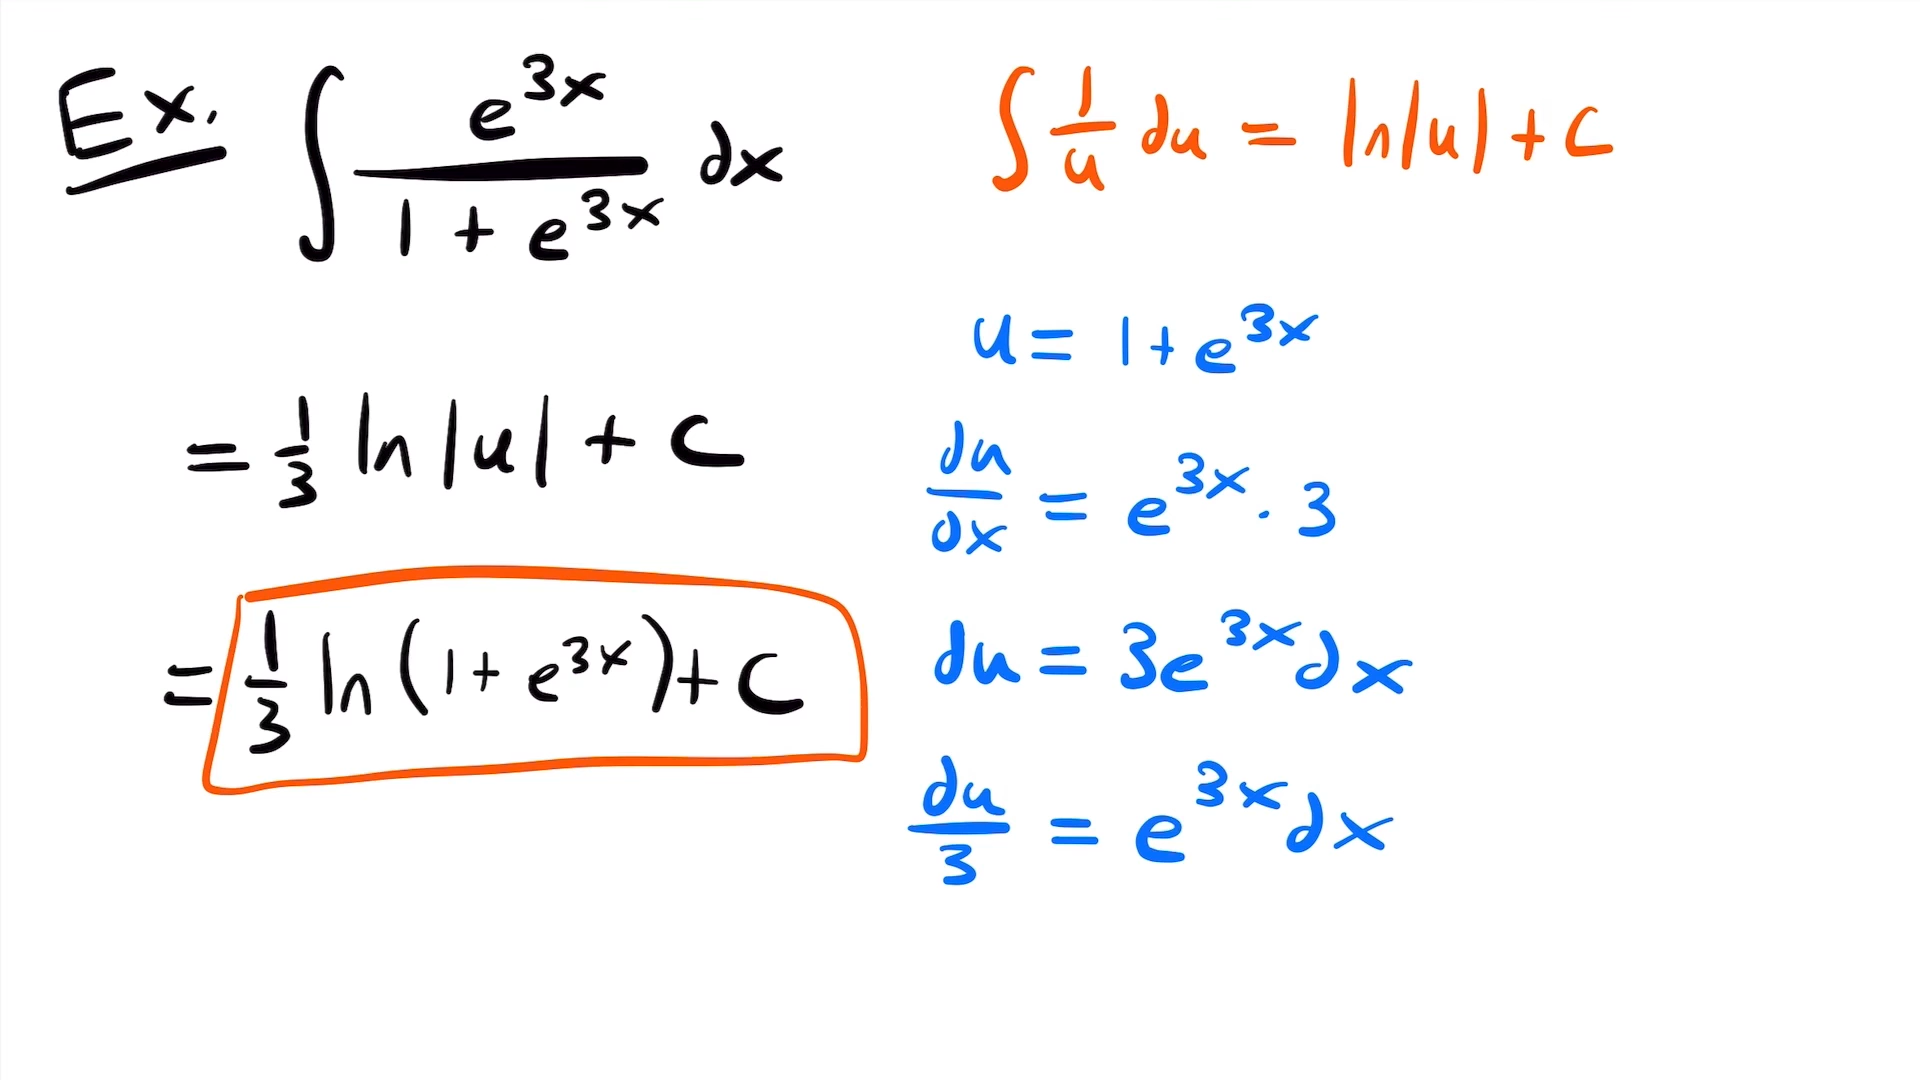 Ex. ∫ e^{3x} / (1 + e^{3x}) dx
= 1/3 ln|u| + C
= 1/3 ln(1 + e^{3x}) + C
∫ 1/u du = ln|u| + C
u = 1 + e^{3x}
du/dx = e^{3x} · 3
du = 3e^{3x} dx
du/3 = e^{3x} dx